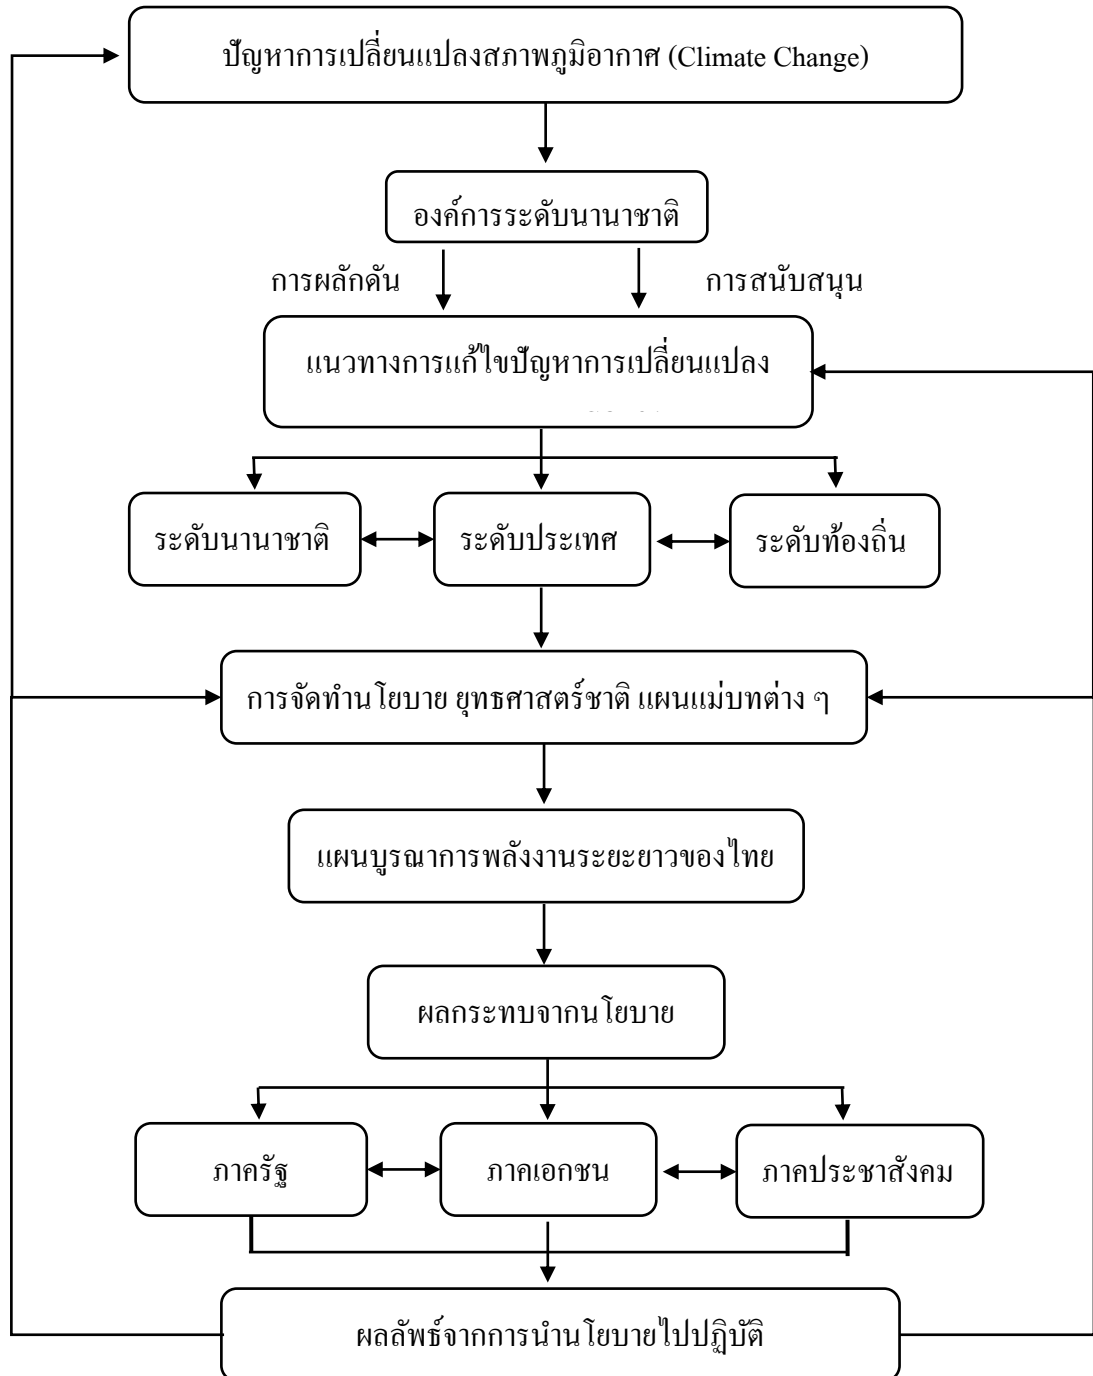 ปัญหาการเปลี่ยนแปลงสภาพภูมิอากาศ (Climate Change)
องค์การระดับนานาชาติ
การผลักดัน
การสนับสนุน
แนวทางการแก้ไขปัญหาการเปลี่ยนแปลง
ระดับนานาชาติ
ระดับประเทศ
ระดับท้องถิ่น
การจัดทำนโยบาย ยุทธศาสตร์ชาติ แผนแม่บทต่าง ๆ
แผนบูรณาการพลังงานระยะยาวของไทย
ผลกระทบจากนโยบาย
ภาครัฐ
ภาคเอกชน
ภาคประชาสังคม
ผลลัพธ์จากการนำนโยบายไปปฏิบัติ